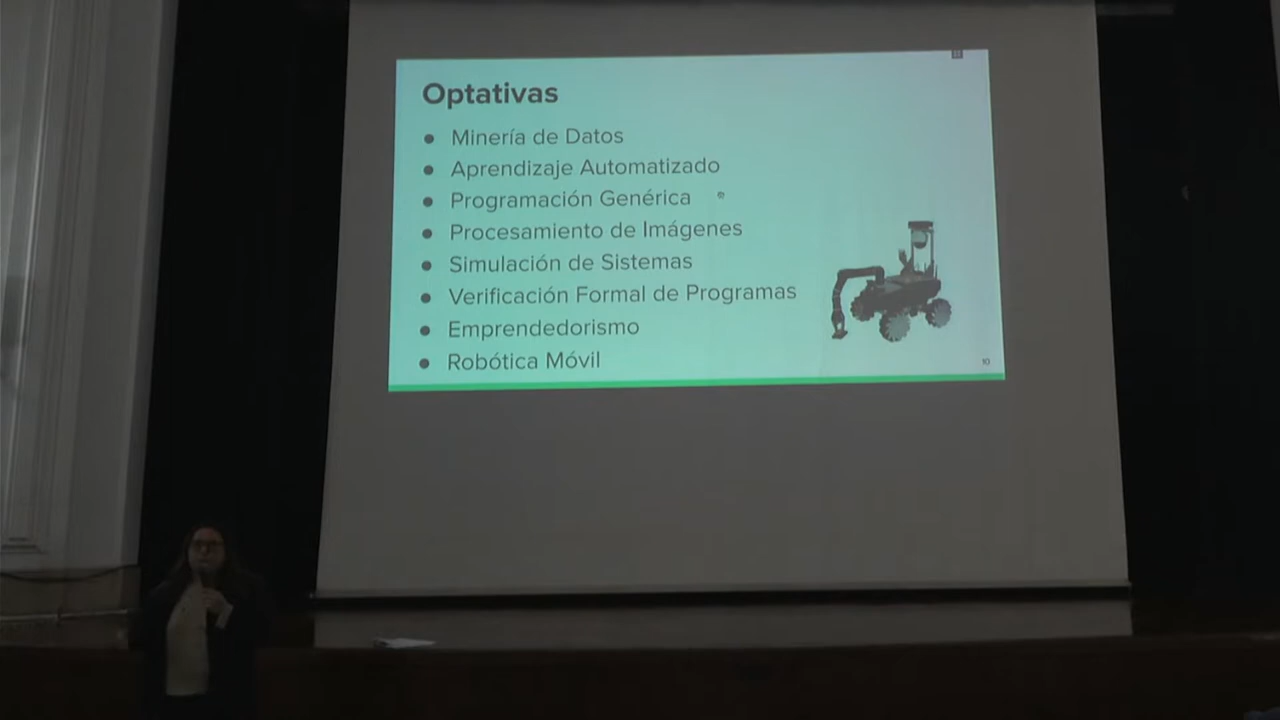 Optativas
● Minería de Datos
● Aprendizaje Automatizado
● Programación Genérica
● Procesamiento de Imágenes
● Simulación de Sistemas
● Verificación Formal de Programas
● Emprendedorismo
● Robótica Móvil
10